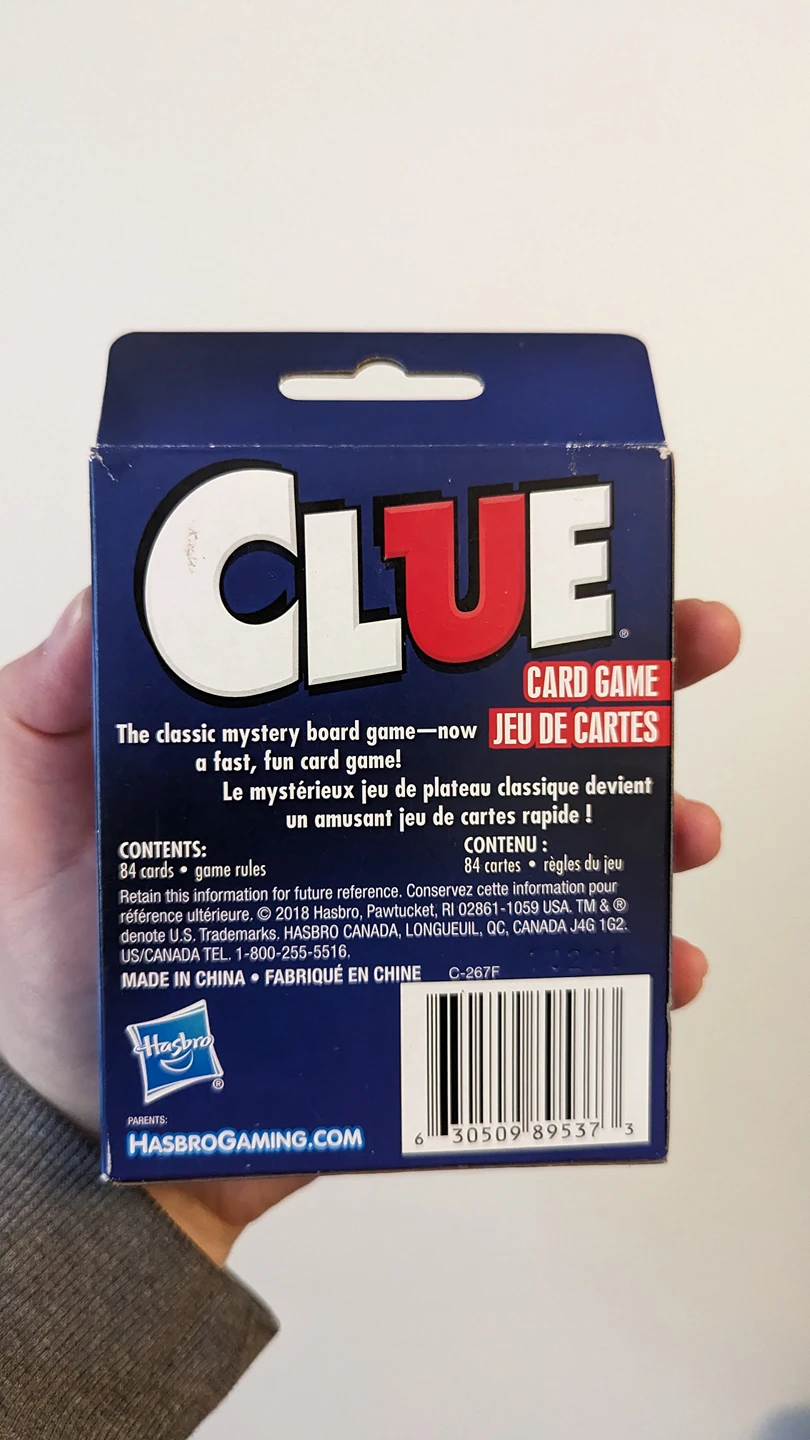 CLUE®
CARD GAME
JEU DE CARTES
The classic mystery board game—now
a fast, fun card game!
Le mystérieux jeu de plateau classique devient
un amusant jeu de cartes rapide !
CONTENTS:
84 cards • game rules
CONTENU :
84 cartes • règles du jeu
Retain this information for future reference. Conservez cette information pour
référence ultérieure. © 2018 Hasbro, Pawtucket, RI 02861-1059 USA. TM & ®
denote U.S. Trademarks. HASBRO CANADA, LONGUEUIL, QC, CANADA J4G 1G2.
US/CANADA TEL. 1-800-255-5516.
MADE IN CHINA • FABRIQUÉ EN CHINE C-267F
Hasbro®
PARENTS:
HASBROGAMING.COM
6 30509 89537 3